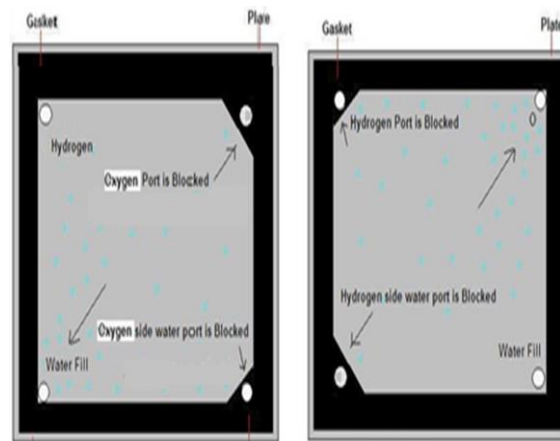 Gasket
Plate
Hydrogen
Oxygen Port is Blocked
Oxygen side water port is Blocked
Water Fill
Gasket
Plate
Hydrogen Port is Blocked
O
Hydrogen side water port is Blocked
Water Fill